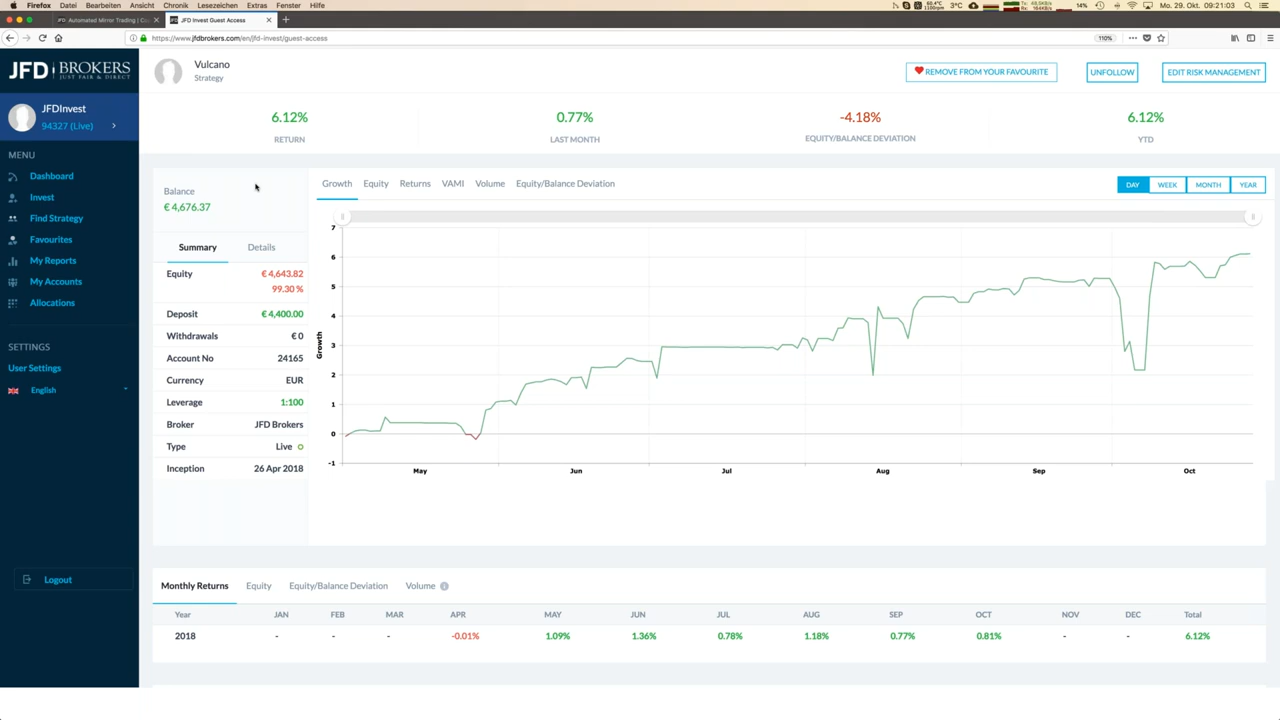 Firefox Datei Bearbeiten Ansicht Chronik Lesezeichen Extras Fenster Hilfe
3°C 14% Mo. 29. Okt. 09:21:03
Automated Mirror Trading | Co
JFD Invest Guest Access
https://www.jfdbrokers.com/en/jfd-invest/guest-access
110%
JFD BROKERS
JUST FAIR & DIRECT
JFDInvest
94327 (Live)
MENU
Dashboard
Invest
Find Strategy
Favourites
My Reports
My Accounts
Allocations
SETTINGS
User Settings
English
Logout
Vulcano
Strategy
REMOVE FROM YOUR FAVOURITE
UNFOLLOW
EDIT RISK MANAGEMENT
6.12%
RETURN
0.77%
LAST MONTH
-4.18%
EQUITY/BALANCE DEVIATION
6.12%
YTD
Balance
€ 4,676.37
Summary Details
Equity € 4,643.82
99.30 %
Deposit € 4,400.00
Withdrawals € 0
Account No 24165
Currency EUR
Leverage 1:100
Broker JFD Brokers
Type Live
Inception 26 Apr 2018
Growth Equity Returns VAMI Volume Equity/Balance Deviation
DAY WEEK MONTH YEAR
7
6
5
4
3
2
1
0
-1
Growth
May Jun Jul Aug Sep Oct
Monthly Returns Equity Equity/Balance Deviation Volume
Year JAN FEB MAR APR MAY JUN JUL AUG SEP OCT NOV DEC Total
2018 - - - -0.01% 1.09% 1.36% 0.78% 1.18% 0.77% 0.81% - - 6.12%